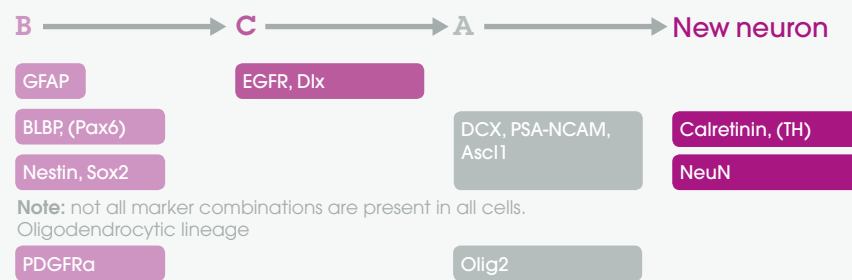 B C A New neuron
GFAP
EGFR, Dlx
BLBP, (Pax6)
DCX, PSA-NCAM,
Ascl1
Calretinin, (TH)
Nestin, Sox2
NeuN
Note: not all marker combinations are present in all cells.
Oligodendrocytic lineage
PDGFRa
Olig2